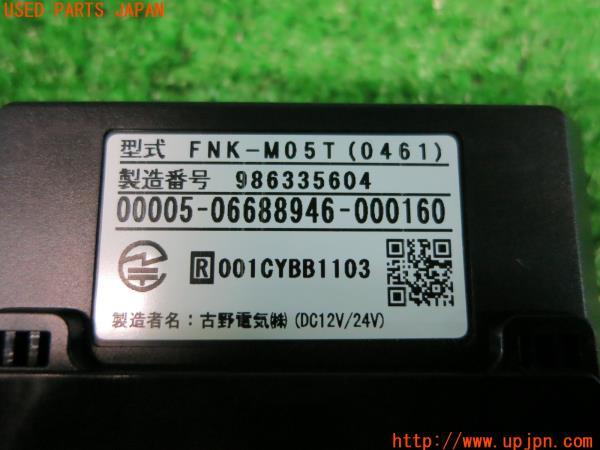 USED PARTS JAPAN
型式 FNK-M05T(0461)
製造番号 986335604
00005-06688946-000160
R 001CYBB1103
製造者名：古野電気㈱(DC12V/24V)
http://www.upjpn.com/